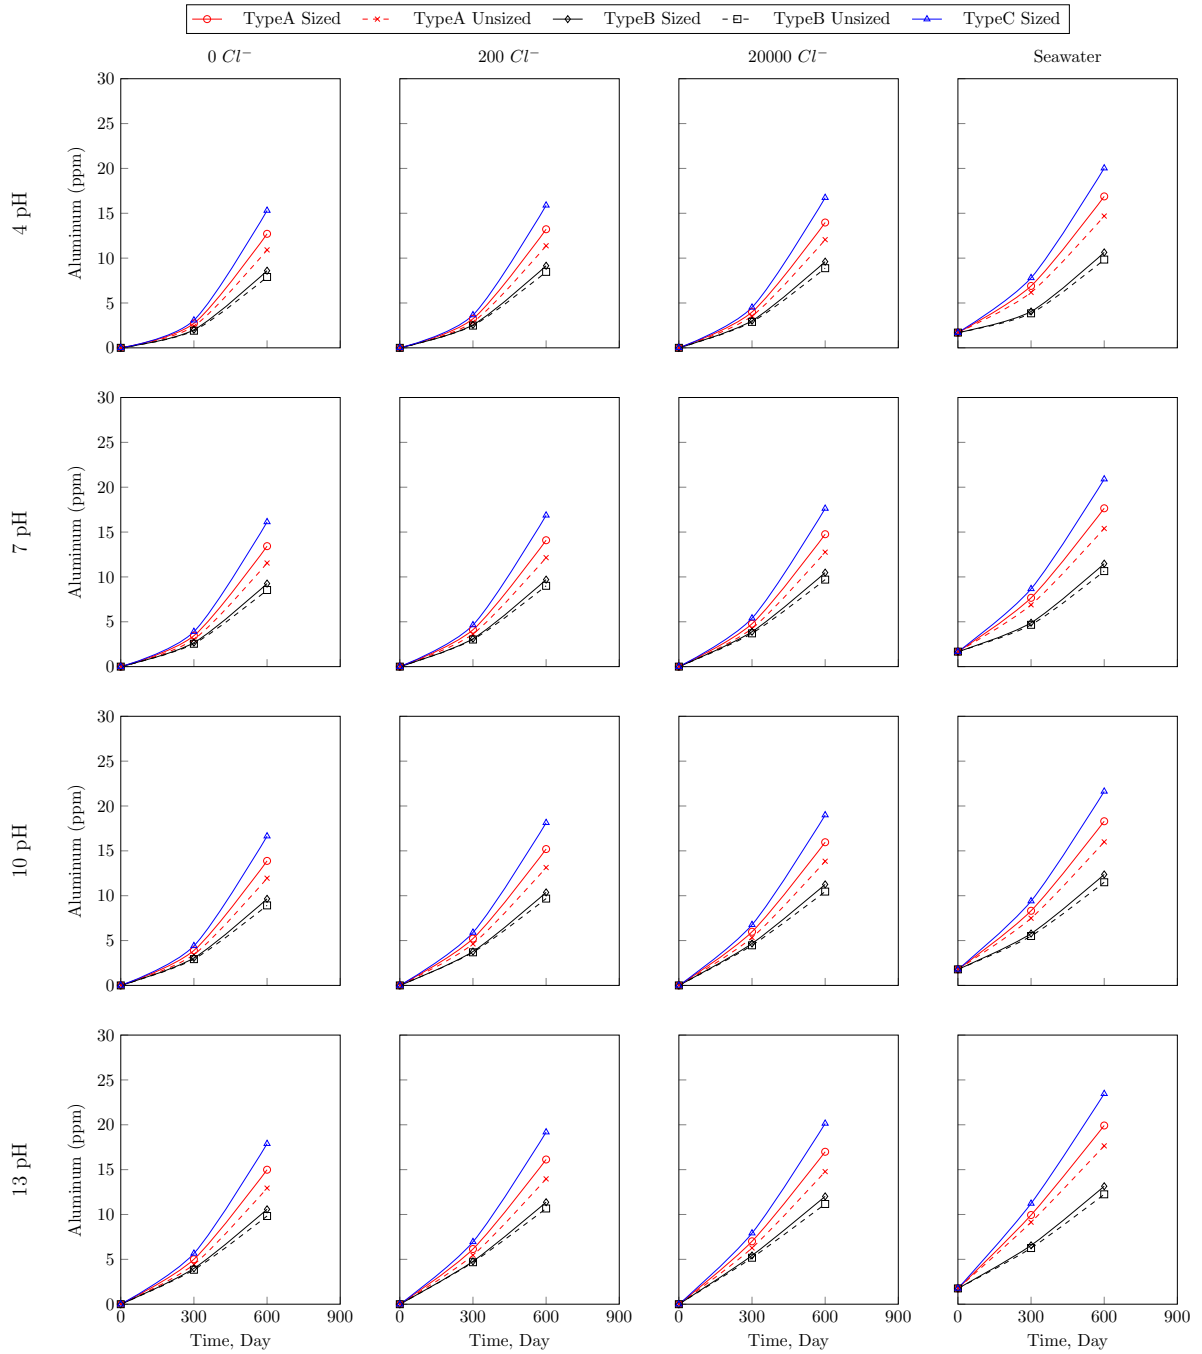 TypeA Sized TypeA Unsized TypeB Sized TypeB Unsized TypeC Sized
0 Cl⁻ 200 Cl⁻ 20000 Cl⁻ Seawater
4 pH
Aluminum (ppm)
30
25
20
15
10
5
0
7 pH
Aluminum (ppm)
30
25
20
15
10
5
0
10 pH
Aluminum (ppm)
30
25
20
15
10
5
0
13 pH
Aluminum (ppm)
30
25
20
15
10
5
0
0 300 600 900 0 300 600 900 0 300 600 900 0 300 600 900
Time, Day Time, Day Time, Day Time, Day